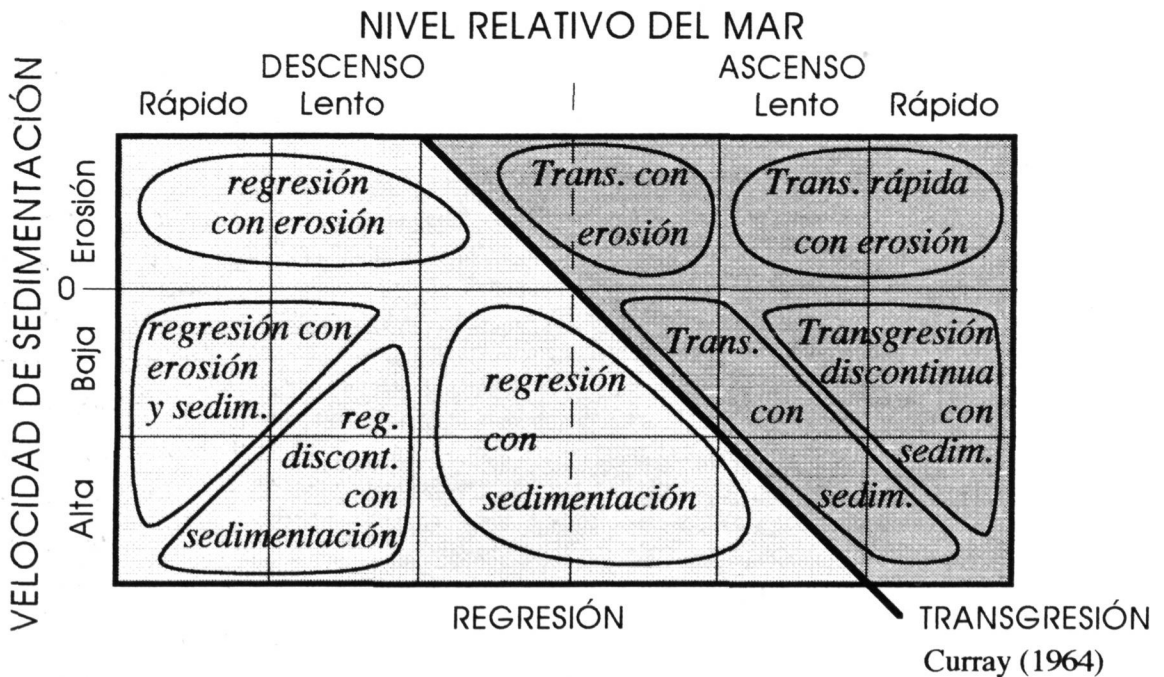 NIVEL RELATIVO DEL MAR
DESCENSO
ASCENSO
Rápido
Lento
Lento
Rápido
VELOCIDAD DE SEDIMENTACIÓN
Erosión
0
Baja
Alta
regresión
con erosión
Trans. con
erosión
Trans. rápida
con erosión
regresión con
erosión
y sedim.
reg.
discont.
con
sedimentación
regresión
con
sedimentación
Trans.
con
sedim.
Transgresión
discontinua
con
sedim.
REGRESIÓN
TRANSGRESIÓN
Curray (1964)